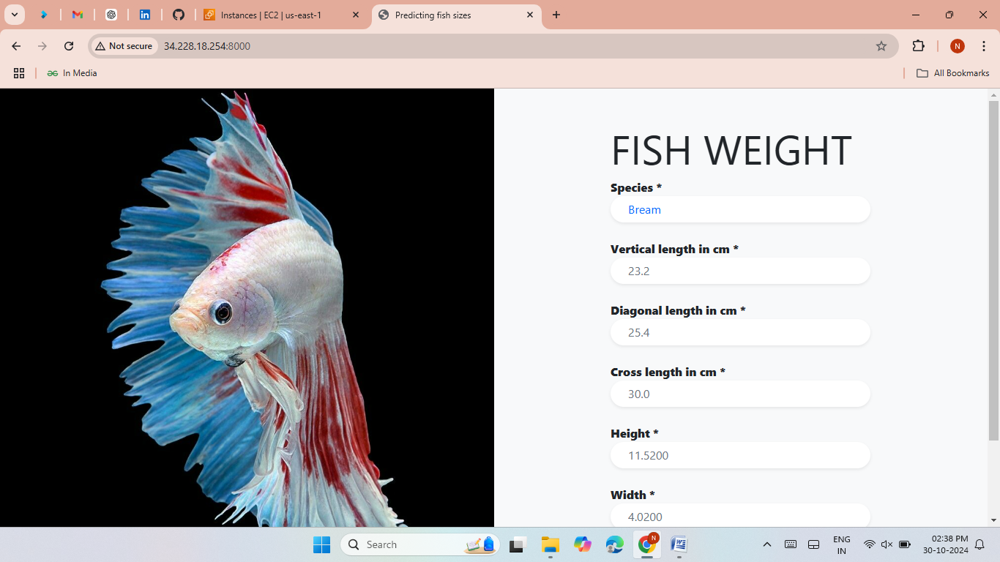 Instances | EC2 | us-east-1
Predicting fish sizes
Not secure
34.228.18.254:8000
N
In Media
All Bookmarks
FISH WEIGHT
Species *
Bream
Vertical length in cm *
23.2
Diagonal length in cm *
25.4
Cross length in cm *
30.0
Height *
11.5200
Width *
4.0200
Search
N
ENG
IN
02:38 PM
30-10-2024